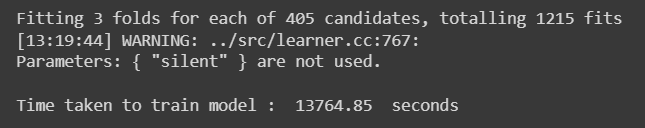 Fitting 3 folds for each of 405 candidates, totalling 1215 fits
[13:19:44] WARNING: ../src/learner.cc:767:
Parameters: { "silent" } are not used.
Time taken to train model :  13764.85  seconds